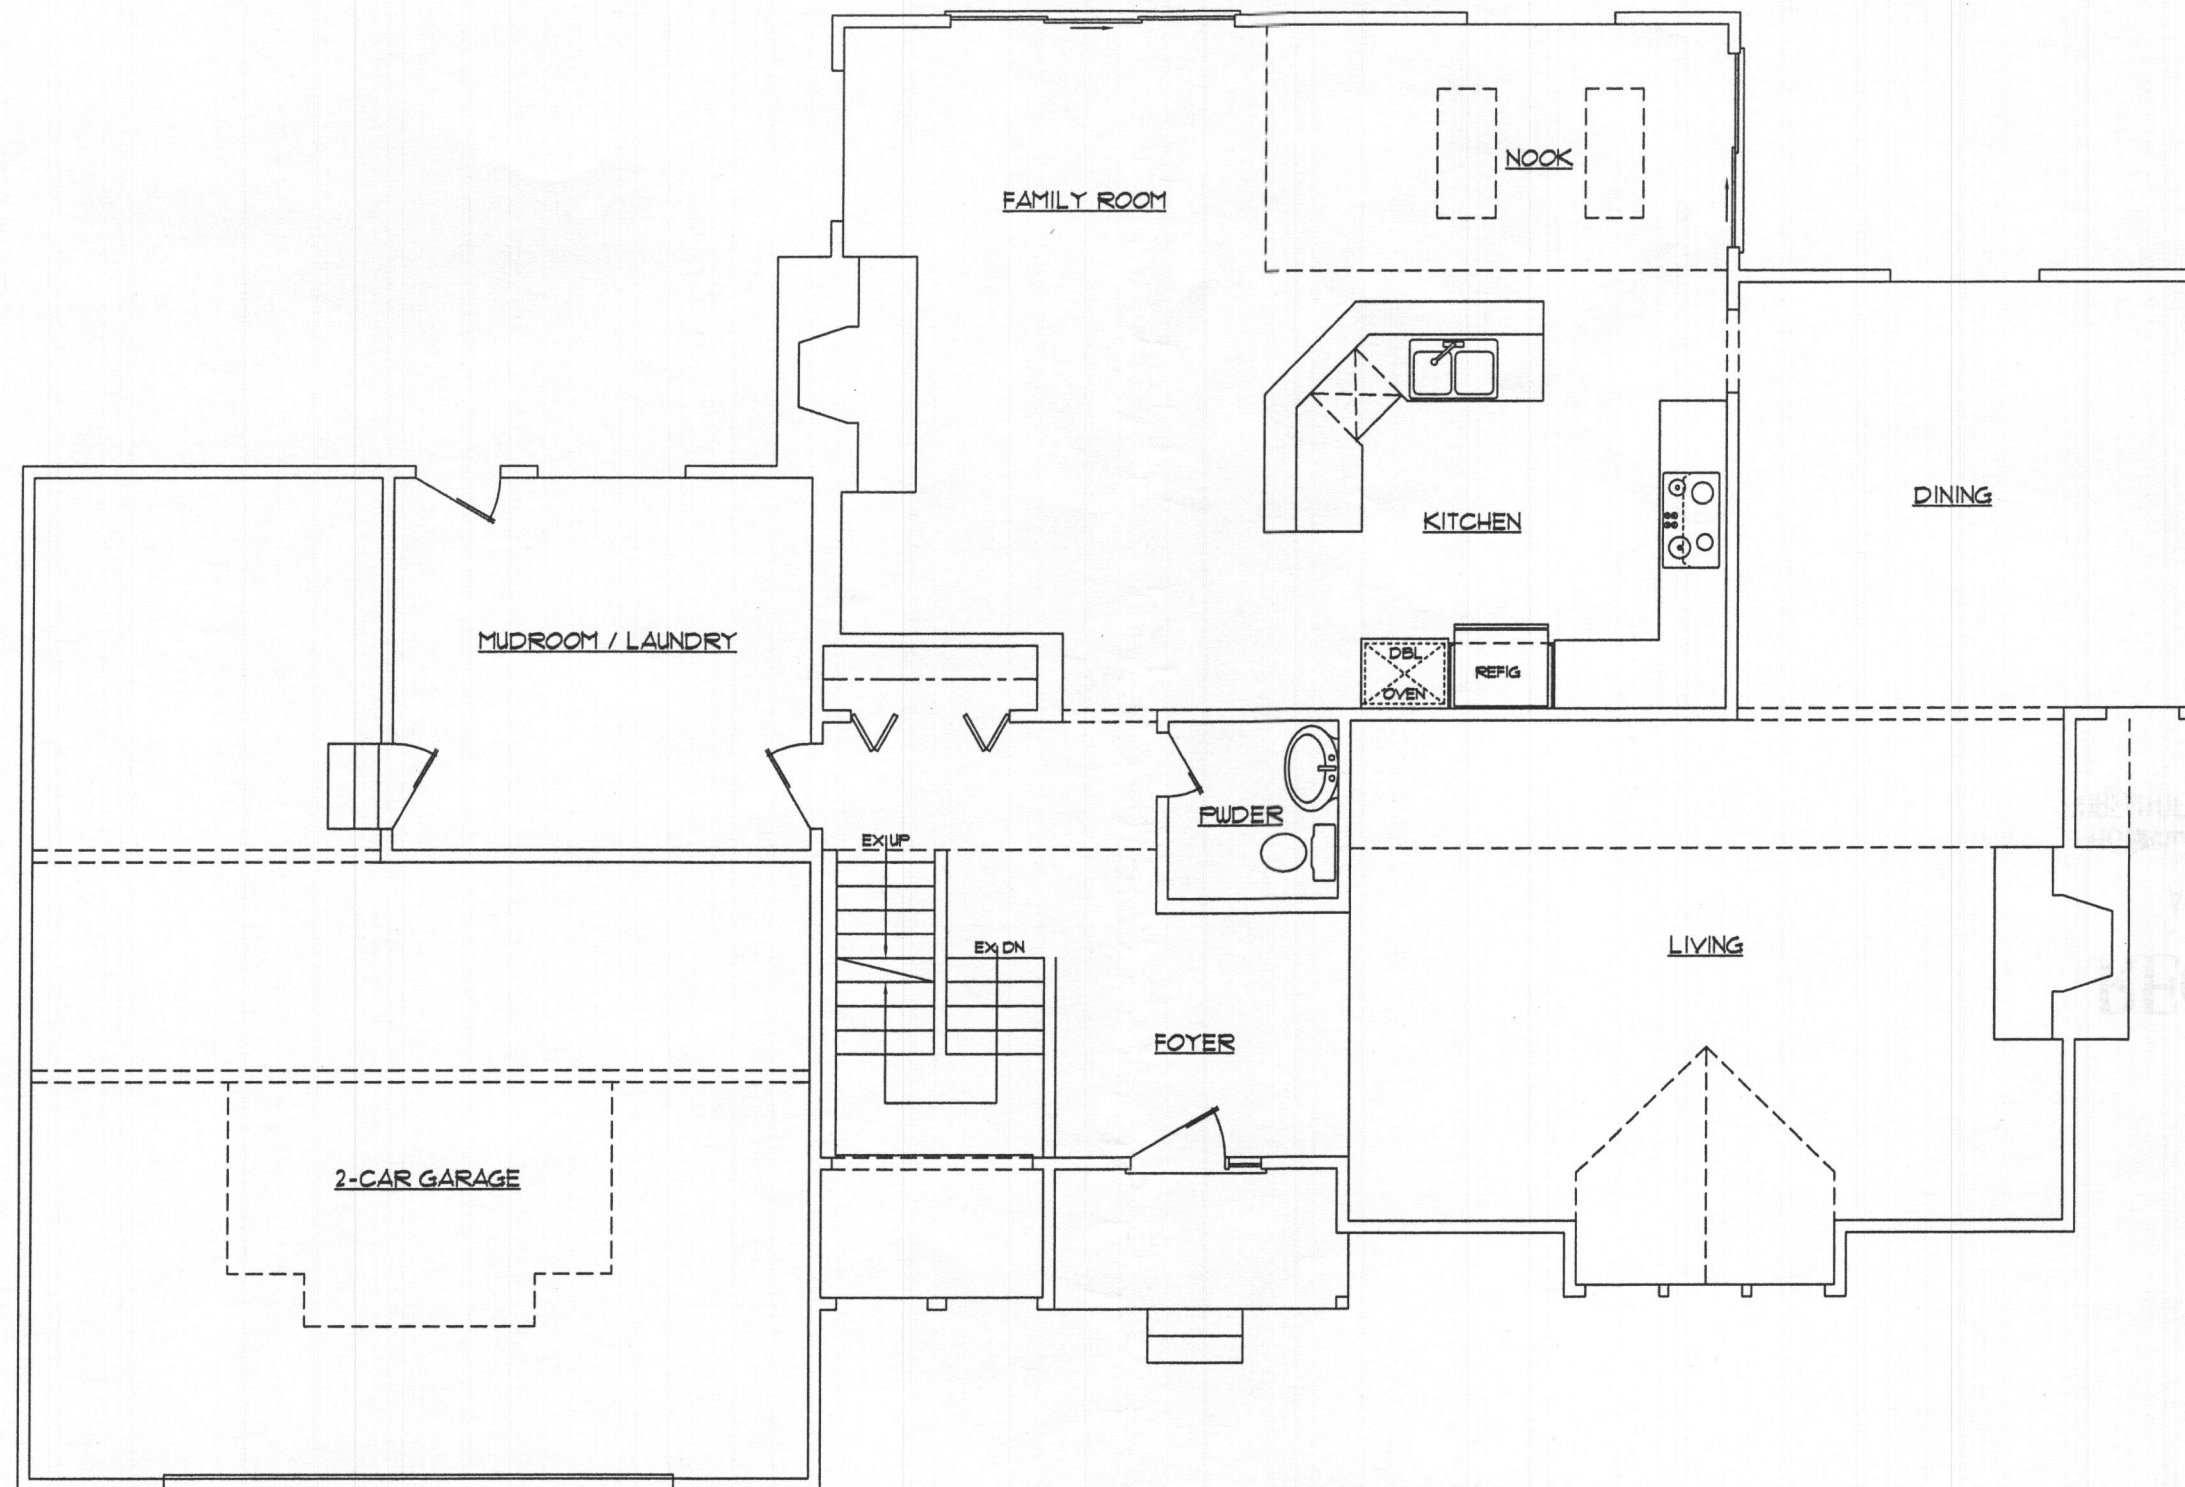 NOOK
FAMILY ROOM
DINING
KITCHEN
MUDROOM / LAUNDRY
DBL
OVEN
REFIG
PWDER
EX UP
EX DN
LIVING
FOYER
2-CAR GARAGE